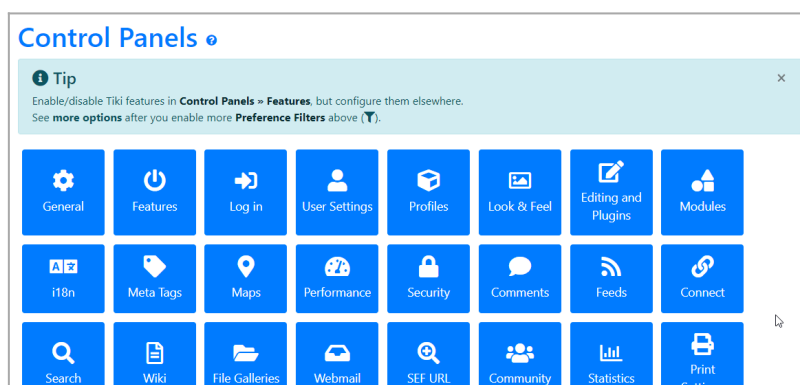 Control Panels
Tip
Enable/disable Tiki features in Control Panels » Features, but configure them elsewhere.
See more options after you enable more Preference Filters above ( ).
General
Features
Log in
User Settings
Profiles
Look & Feel
Editing and
Plugins
Modules
i18n
Meta Tags
Maps
Performance
Security
Comments
Feeds
Connect
Search
Wiki
File Galleries
Webmail
SEF URL
Community
Statistics
Print